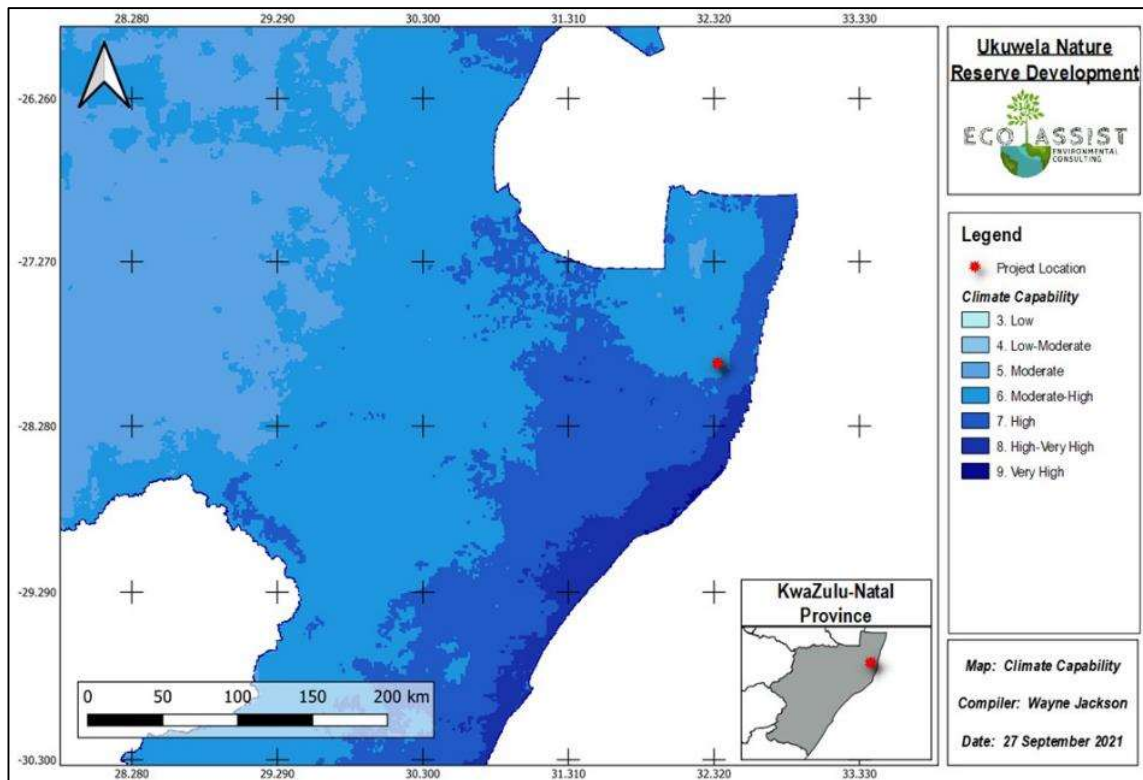 28.280 29.290 30.300 31.310 32.320 33.330
-26.260
-27.270
-28.280
-29.290
-30.300
28.280 29.290 30.300 31.310 32.320 33.330
0 50 100 150 200 km
KwaZulu-Natal
Province
Ukuwela Nature
Reserve Development
ECO ASSIST
ENVIRONMENTAL
CONSULTING
Legend
Project Location
Climate Capability
3. Low
4. Low-Moderate
5. Moderate
6. Moderate-High
7. High
8. High-Very High
9. Very High
Map: Climate Capability
Compiler: Wayne Jackson
Date: 27 September 2021